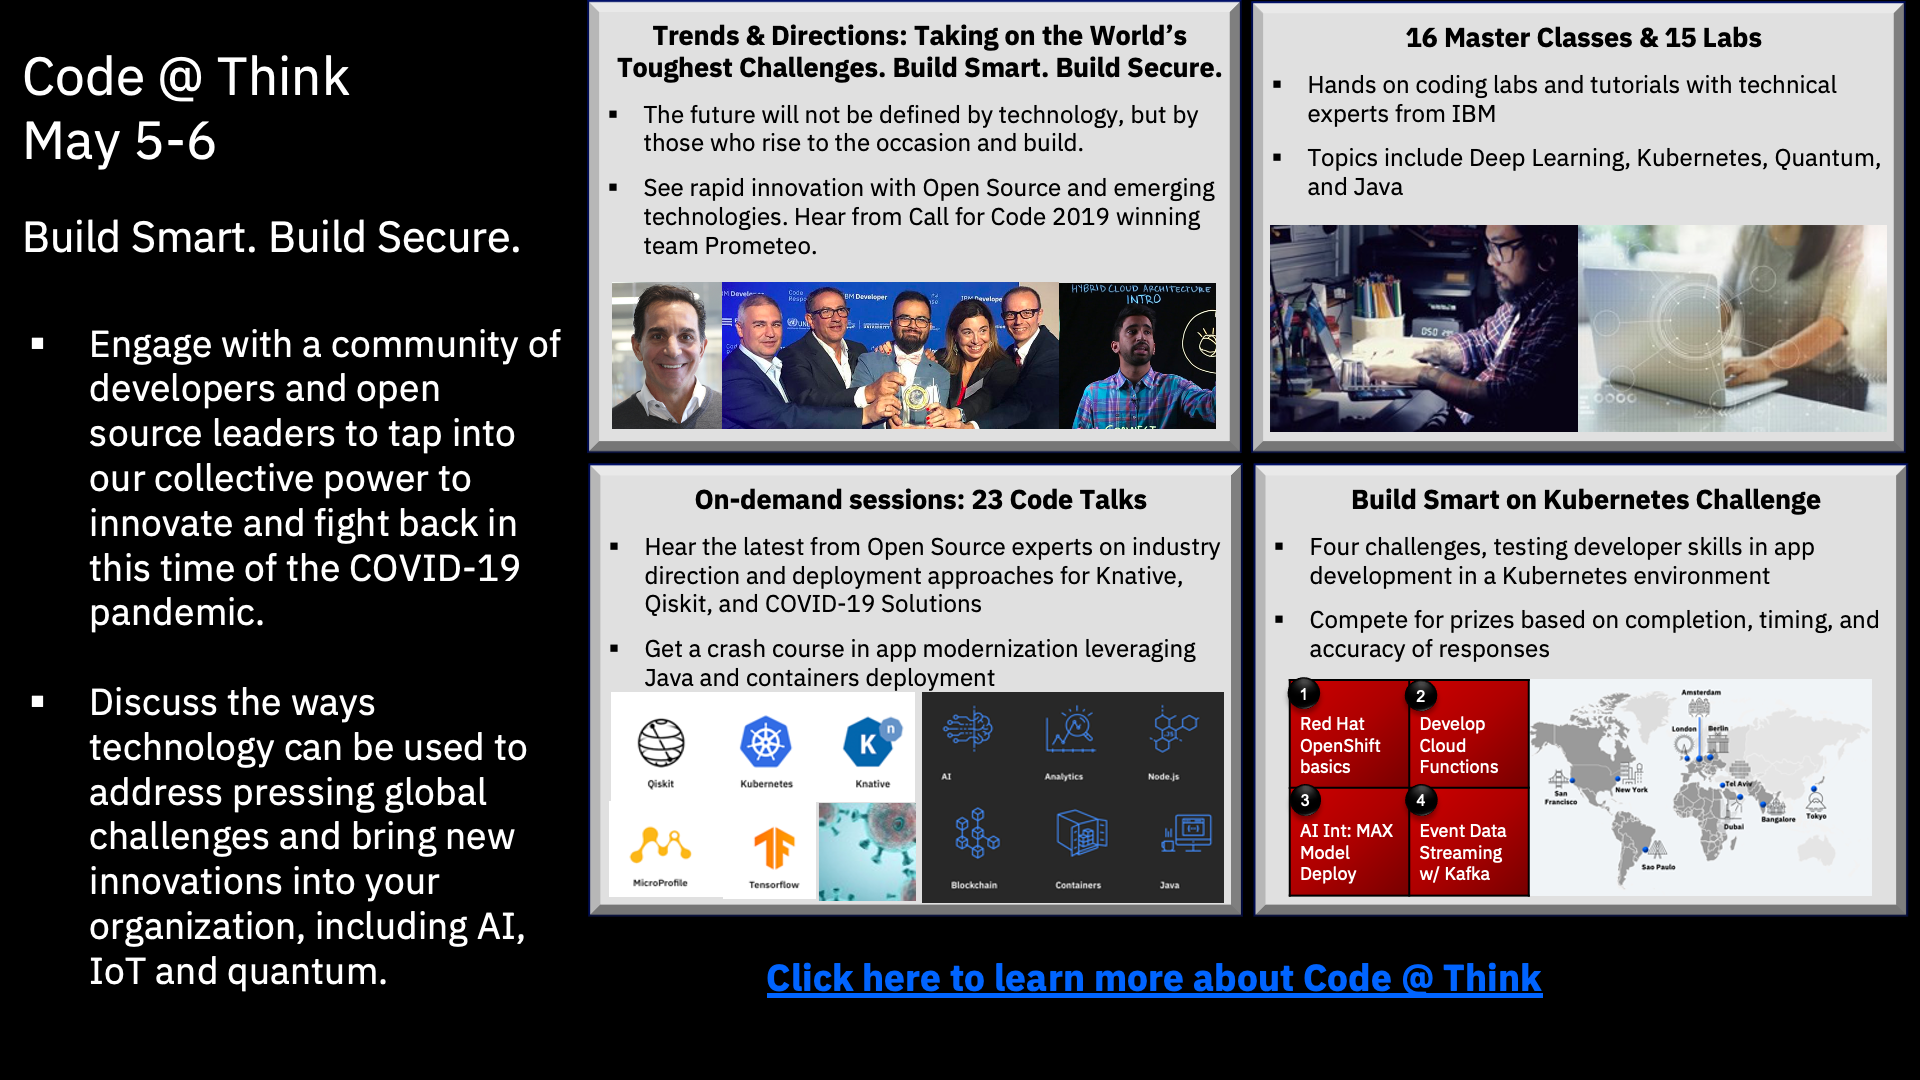 Code @ Think
May 5-6
Build Smart. Build Secure.
▪ Engage with a community of
developers and open
source leaders to tap into
our collective power to
innovate and fight back in
this time of the COVID-19
pandemic.
▪ Discuss the ways
technology can be used to
address pressing global
challenges and bring new
innovations into your
organization, including AI,
IoT and quantum.
Trends & Directions: Taking on the World’s
Toughest Challenges. Build Smart. Build Secure.
▪ The future will not be defined by technology, but by
those who rise to the occasion and build.
▪ See rapid innovation with Open Source and emerging
technologies. Hear from Call for Code 2019 winning
team Prometeo.
IBM Developer
Code
BM Developer
IBM Developer
HYBRID CLOUD ARCHITECTURE
INTRO
16 Master Classes & 15 Labs
▪ Hands on coding labs and tutorials with technical
experts from IBM
▪ Topics include Deep Learning, Kubernetes, Quantum,
and Java
On-demand sessions: 23 Code Talks
▪ Hear the latest from Open Source experts on industry
direction and deployment approaches for Knative,
Qiskit, and COVID-19 Solutions
▪ Get a crash course in app modernization leveraging
Java and containers deployment
K n
Qiskit Kubernetes Knative
MicroProfile Tensorflow
JS
AI Analytics Node.js
Blockchain Containers Java
Build Smart on Kubernetes Challenge
▪ Four challenges, testing developer skills in app
development in a Kubernetes environment
▪ Compete for prizes based on completion, timing, and
accuracy of responses
1
Red Hat
OpenShift
basics
2
Develop
Cloud
Functions
3
AI Int: MAX
Model
Deploy
4
Event Data
Streaming
w/ Kafka
Amsterdam
London Berlin
San
Francisco
New York
Tel Aviv
Dubai
Bangalore
Tokyo
Sao Paulo
Click here to learn more about Code @ Think